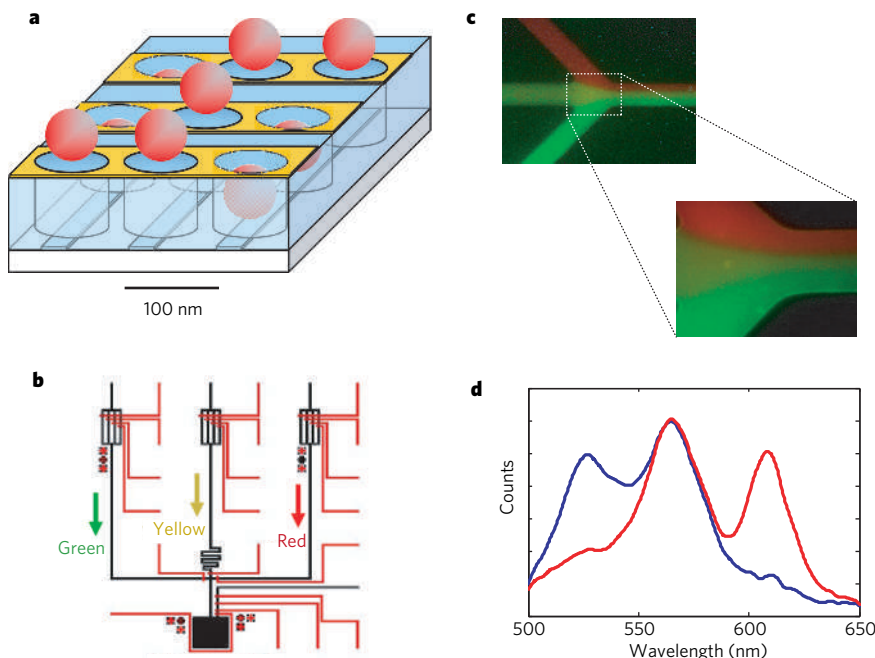 a
100 nm
b
Green
Yellow
Red
c
d
Counts
500
550
600
650
Wavelength (nm)